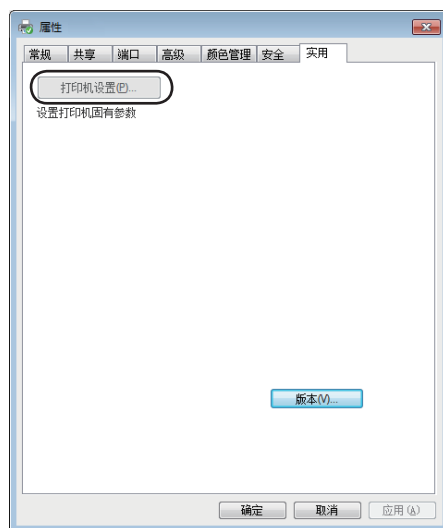 属性
常规 共享 端口 高级 颜色管理 安全 实用
打印机设置(P)...
设置打印机固有参数
版本(V)...
确定 取消 应用(A)